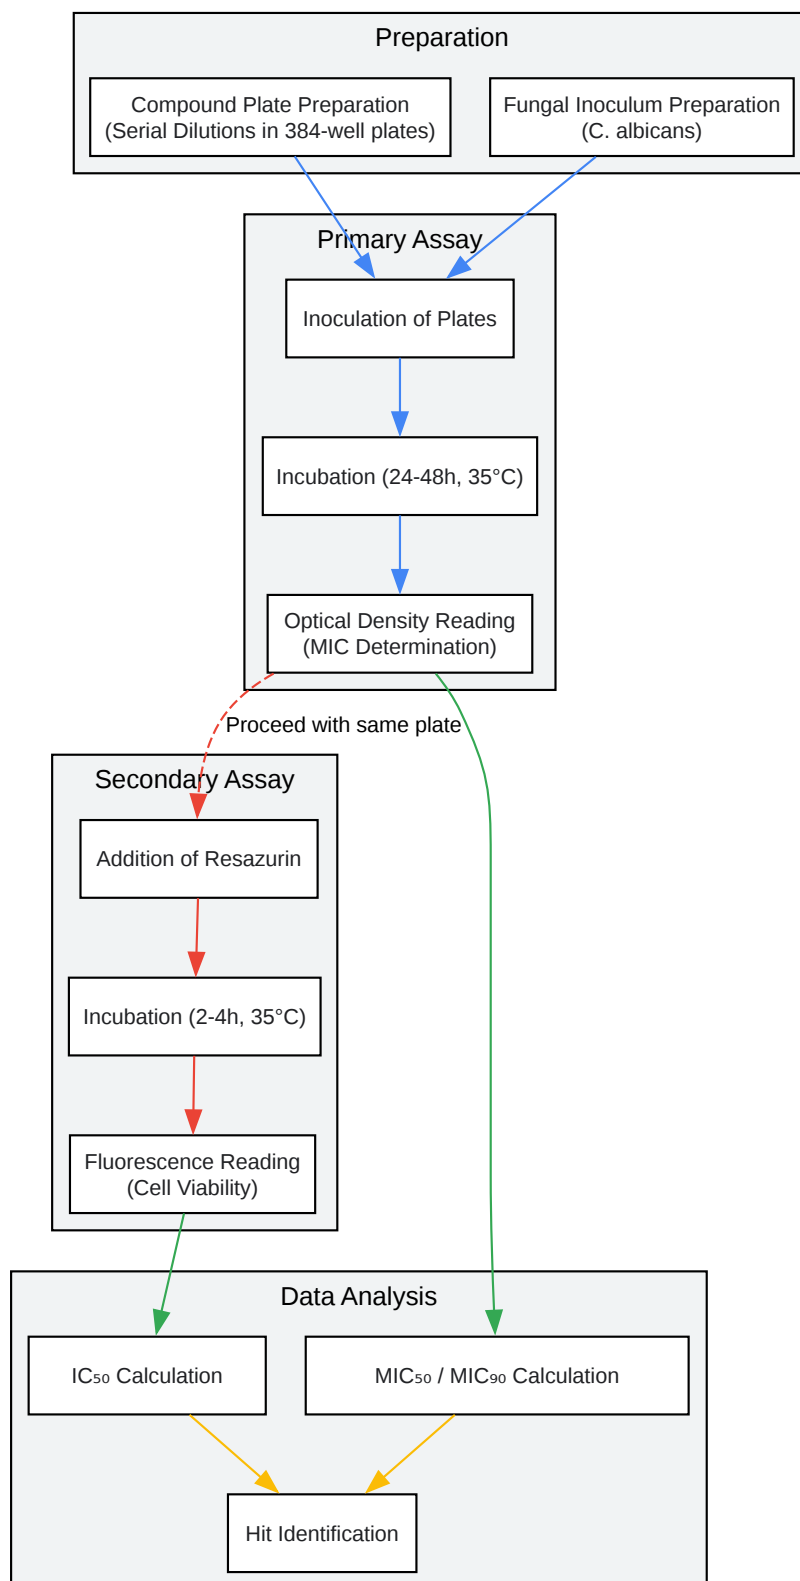 Preparation
Compound Plate Preparation
(Serial Dilutions in 384-well plates)
Fungal Inoculum Preparation
(C. albicans)
Primary Assay
Inoculation of Plates
Incubation (24-48h, 35°C)
Optical Density Reading
(MIC Determination)
Proceed with same plate
Secondary Assay
Addition of Resazurin
Incubation (2-4h, 35°C)
Fluorescence Reading
(Cell Viability)
Data Analysis
IC₅₀ Calculation
MIC₅₀ / MIC₉₀ Calculation
Hit Identification